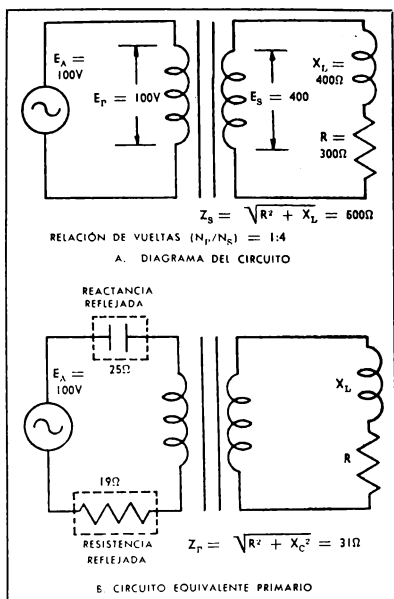 E_A =
100V
E_P = 100V
E_S = 400
X_L =
400Ω
R =
300Ω
Z_S = √R² + X_L = 500Ω
RELACIÓN DE VUELTAS (N_P/N_S) = 1:4
A. DIAGRAMA DEL CIRCUITO
REACTANCIA
REFLEJADA
25Ω
E_A =
100V
X_L
R
19Ω
RESISTENCIA
REFLEJADA
Z_P = √R² + X_C² = 31Ω
B. CIRCUITO EQUIVALENTE PRIMARIO